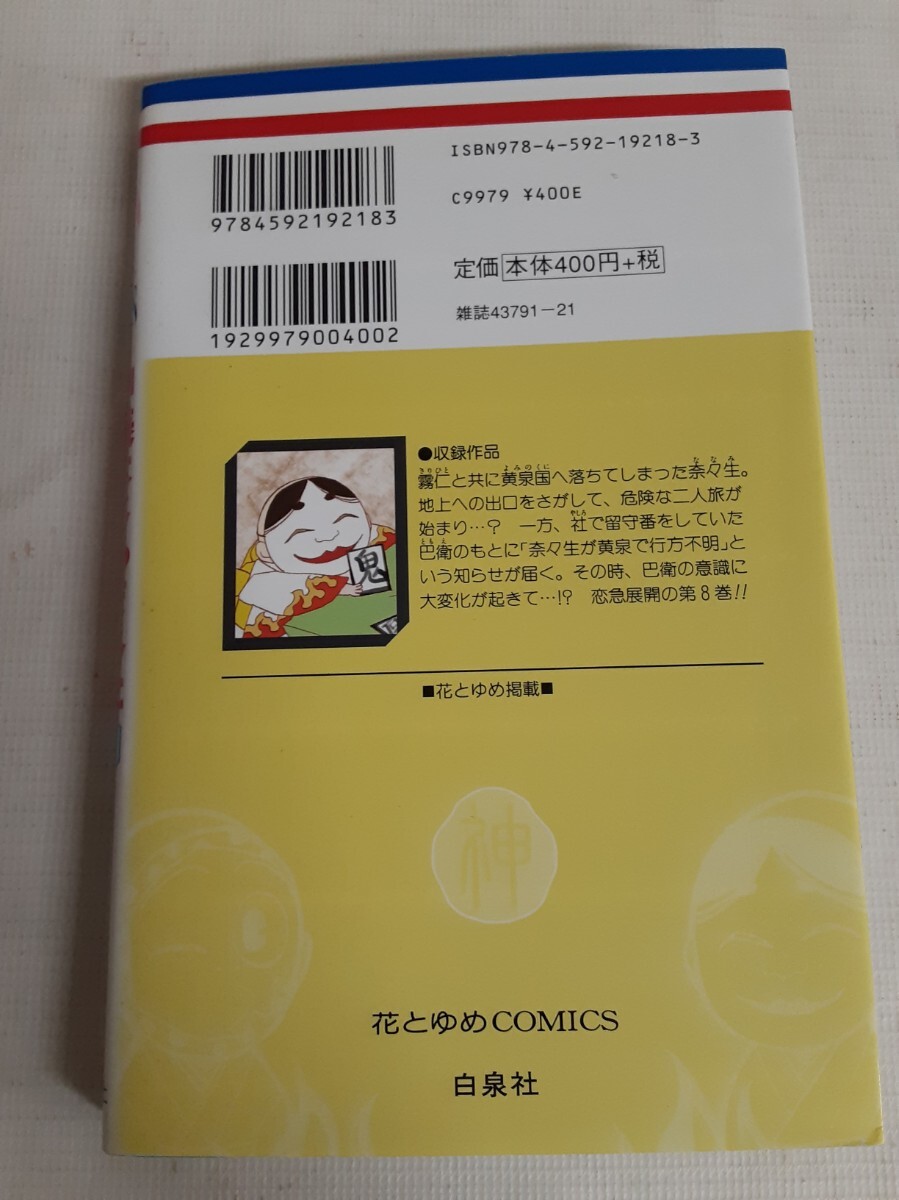 ISBN978-4-592-19218-3
C9979 ¥400E
9784592192183
定価 本体400円+税
雑誌43791-21
1929979004002
●収録作品
霧仁と共に黄泉国へ落ちてしまった奈々生。
地上への出口をさがして、危険な二人旅が
始まり…? 一方、社で留守番をしていた
巴衛のもとに「奈々生が黄泉で行方不明」と
いう知らせが届く。その時、巴衛の意識に
大変化が起きて…!? 恋急展開の第8巻!!
鬼
■花とゆめ掲載■
神
花とゆめCOMICS
白泉社